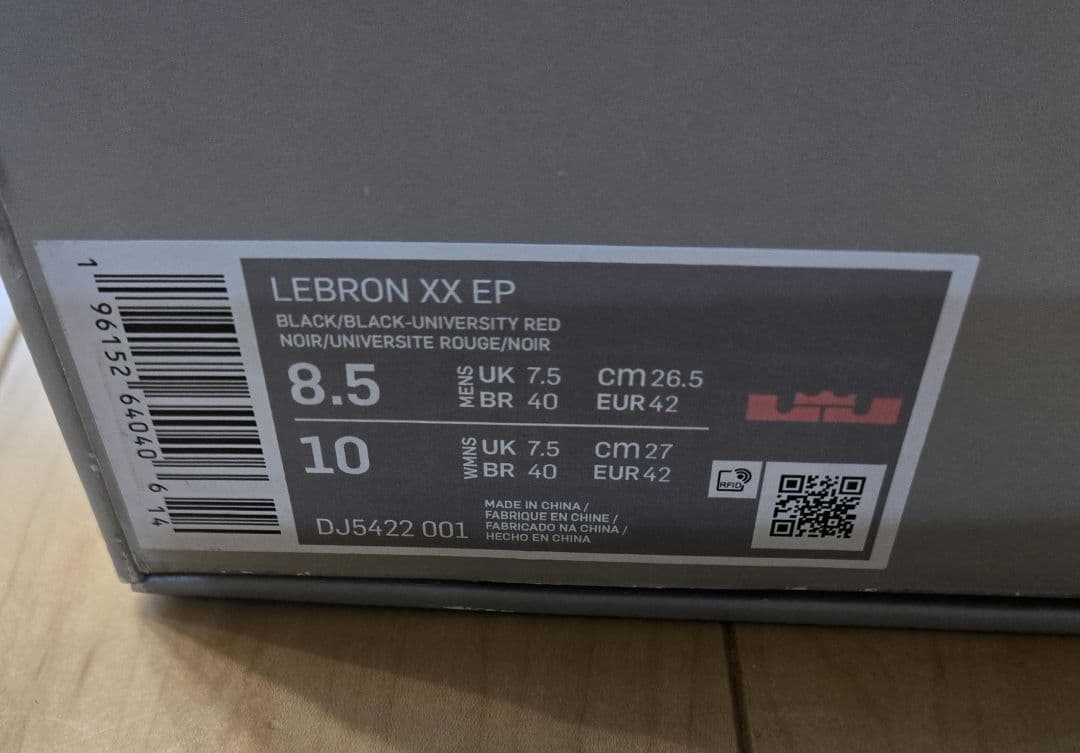 LEBRON XX EP
BLACK/BLACK-UNIVERSITY RED
NOIR/UNIVERSITE ROUGE/NOIR
8.5 MENS UK 7.5 cm 26.5
BR 40 EUR 42
10 WMNS UK 7.5 cm 27
BR 40 EUR 42
RFID
DJ5422 001
MADE IN CHINA /
FABRIQUE EN CHINE /
FABRICADO NA CHINA /
HECHO EN CHINA
1 96152 64040 6 14